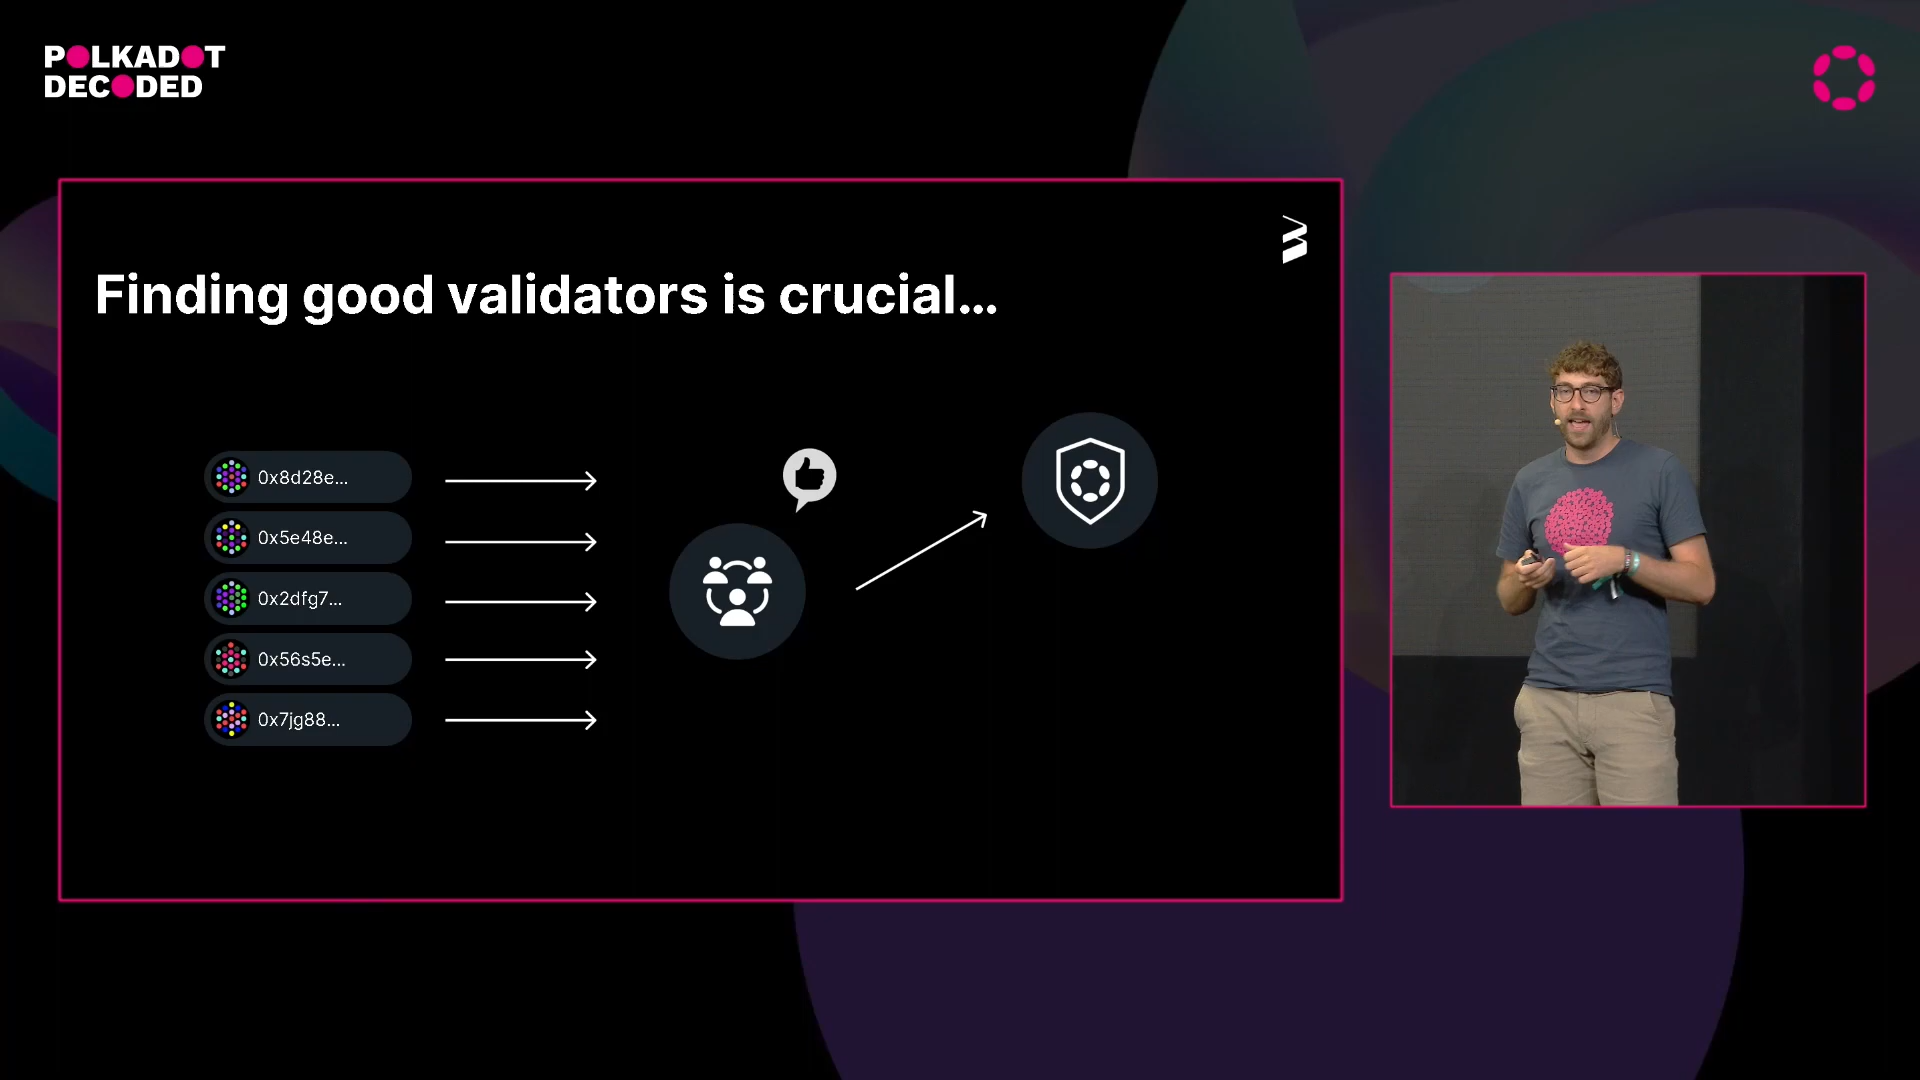 POLKADOT
DECODED
Finding good validators is crucial...
0x8d28e...
0x5e48e...
0x2dfg7...
0x56s5e...
0x7jg88...